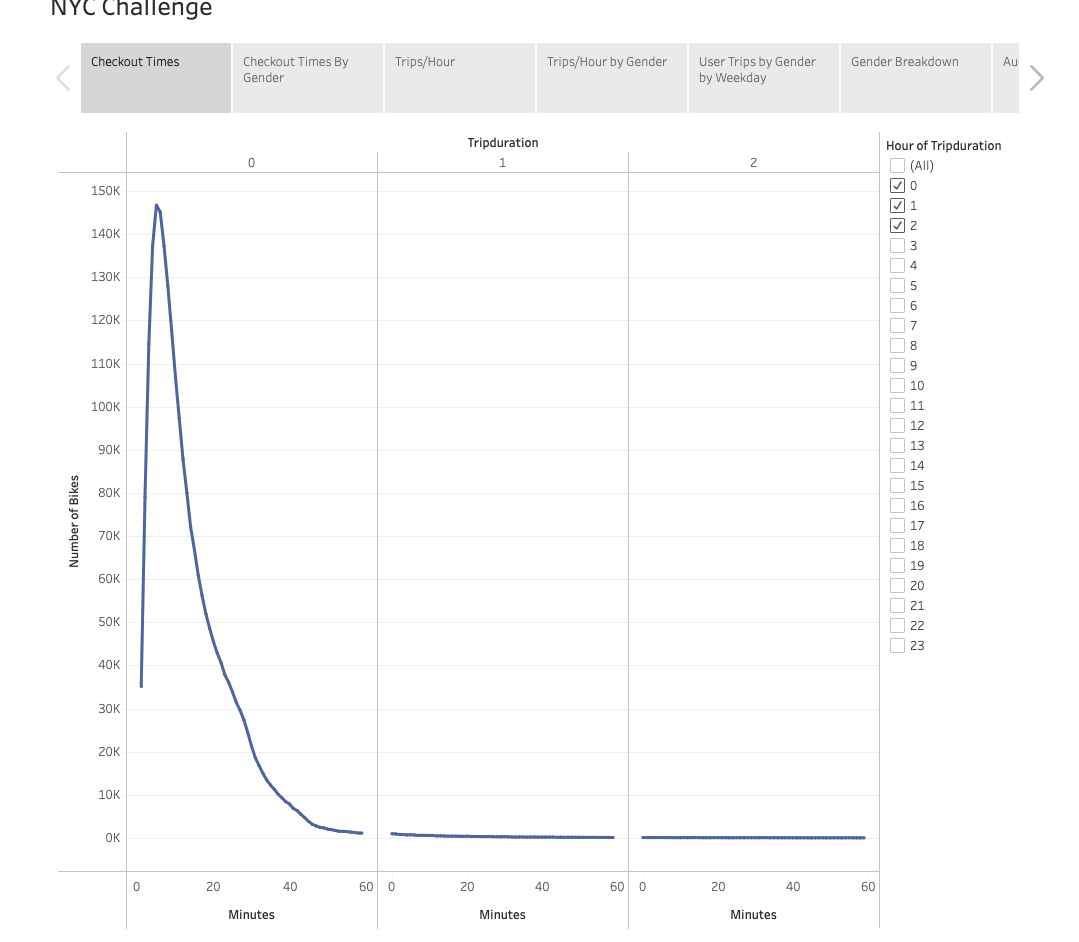 NYC Challenge
Checkout Times
Checkout Times By
Gender
Trips/Hour
Trips/Hour by Gender
User Trips by Gender
by Weekday
Gender Breakdown
Tripduration
0 1 2
150K
140K
130K
120K
110K
100K
90K
80K
70K
60K
50K
40K
30K
20K
10K
0K
Number of Bikes
0 20 40 60 0 20 40 60 0 20 40 60
Minutes Minutes Minutes
Hour of Tripduration
(All)
0
1
2
3
4
5
6
7
8
9
10
11
12
13
14
15
16
17
18
19
20
21
22
23